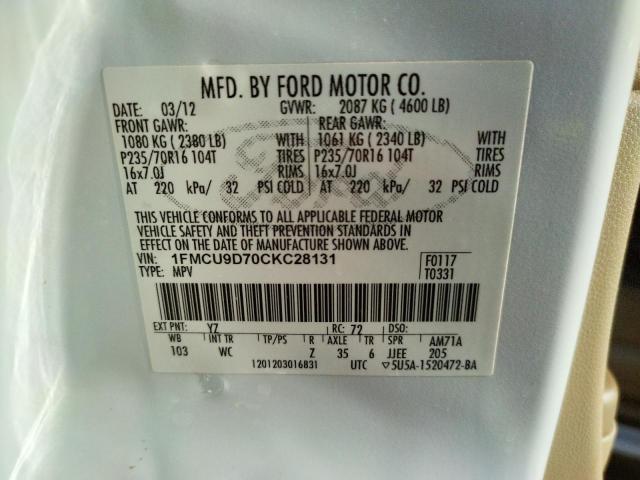 MFD. BY FORD MOTOR CO.
DATE: 03/12 GVWR: 2087 KG ( 4600 LB)
FRONT GAWR: REAR GAWR:
1080 KG ( 2380 LB) WITH 1061 KG ( 2340 LB) WITH
P235/70R16 104T TIRES P235/70R16 104T TIRES
16x7.0J RIMS 16x7.0J RIMS
AT 220 kPa/ 32 PSI COLD AT 220 kPa/ 32 PSI COLD
THIS VEHICLE CONFORMS TO ALL APPLICABLE FEDERAL MOTOR
VEHICLE SAFETY AND THEFT PREVENTION STANDARDS IN
EFFECT ON THE DATE OF MANUFACTURE SHOWN ABOVE.
VIN: 1FMCU9D70CKC28131 F0117
TYPE: MPV T0331
EXT PNT: YZ RC: 72 DSO:
WB INT TR TP/PS R AXLE TR SPR AM71A
103 WC Z 35 6 JJEE 205
1201203016831 UTC ▽5U5A-1520472-BA
Ford